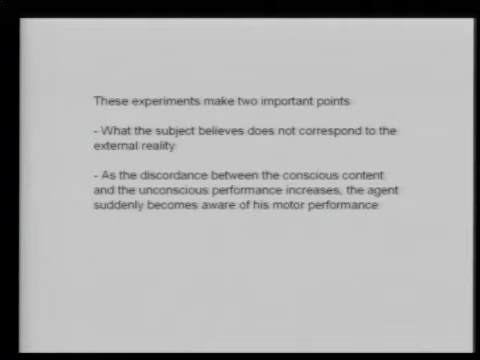 These experiments make two important points
- What the subject believes does not correspond to the
external reality
- As the discordance between the conscious content
and the unconscious performance increases, the agent
suddenly becomes aware of his motor performance